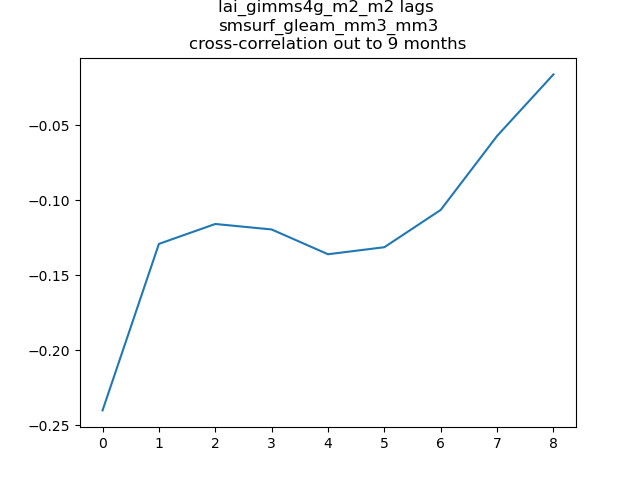 lai_gimms4g_m2_m2 lags
smsurf_gleam_mm3_mm3
cross-correlation out to 9 months
−0.05
−0.10
−0.15
−0.20
−0.25
0 1 2 3 4 5 6 7 8